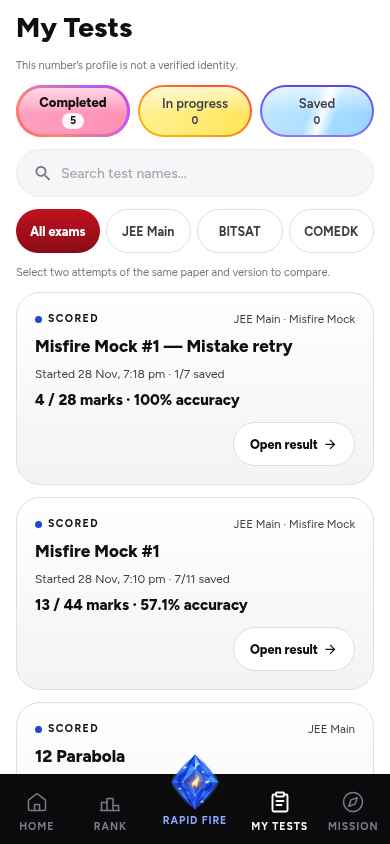 My Tests
This number's profile is not a verified identity.
Completed
5
In progress
0
Saved
0
Search test names...
All exams
JEE Main
BITSAT
COMEDK
Select two attempts of the same paper and version to compare.
SCORED
JEE Main · Misfire Mock
Misfire Mock #1 — Mistake retry
Started 28 Nov, 7:18 pm · 1/7 saved
4 / 28 marks · 100% accuracy
Open result →
SCORED
JEE Main · Misfire Mock
Misfire Mock #1
Started 28 Nov, 7:10 pm · 7/11 saved
13 / 44 marks · 57.1% accuracy
Open result →
SCORED
JEE Main
12 Parabola
HOME
RANK
RAPID FIRE
MY TESTS
MISSION